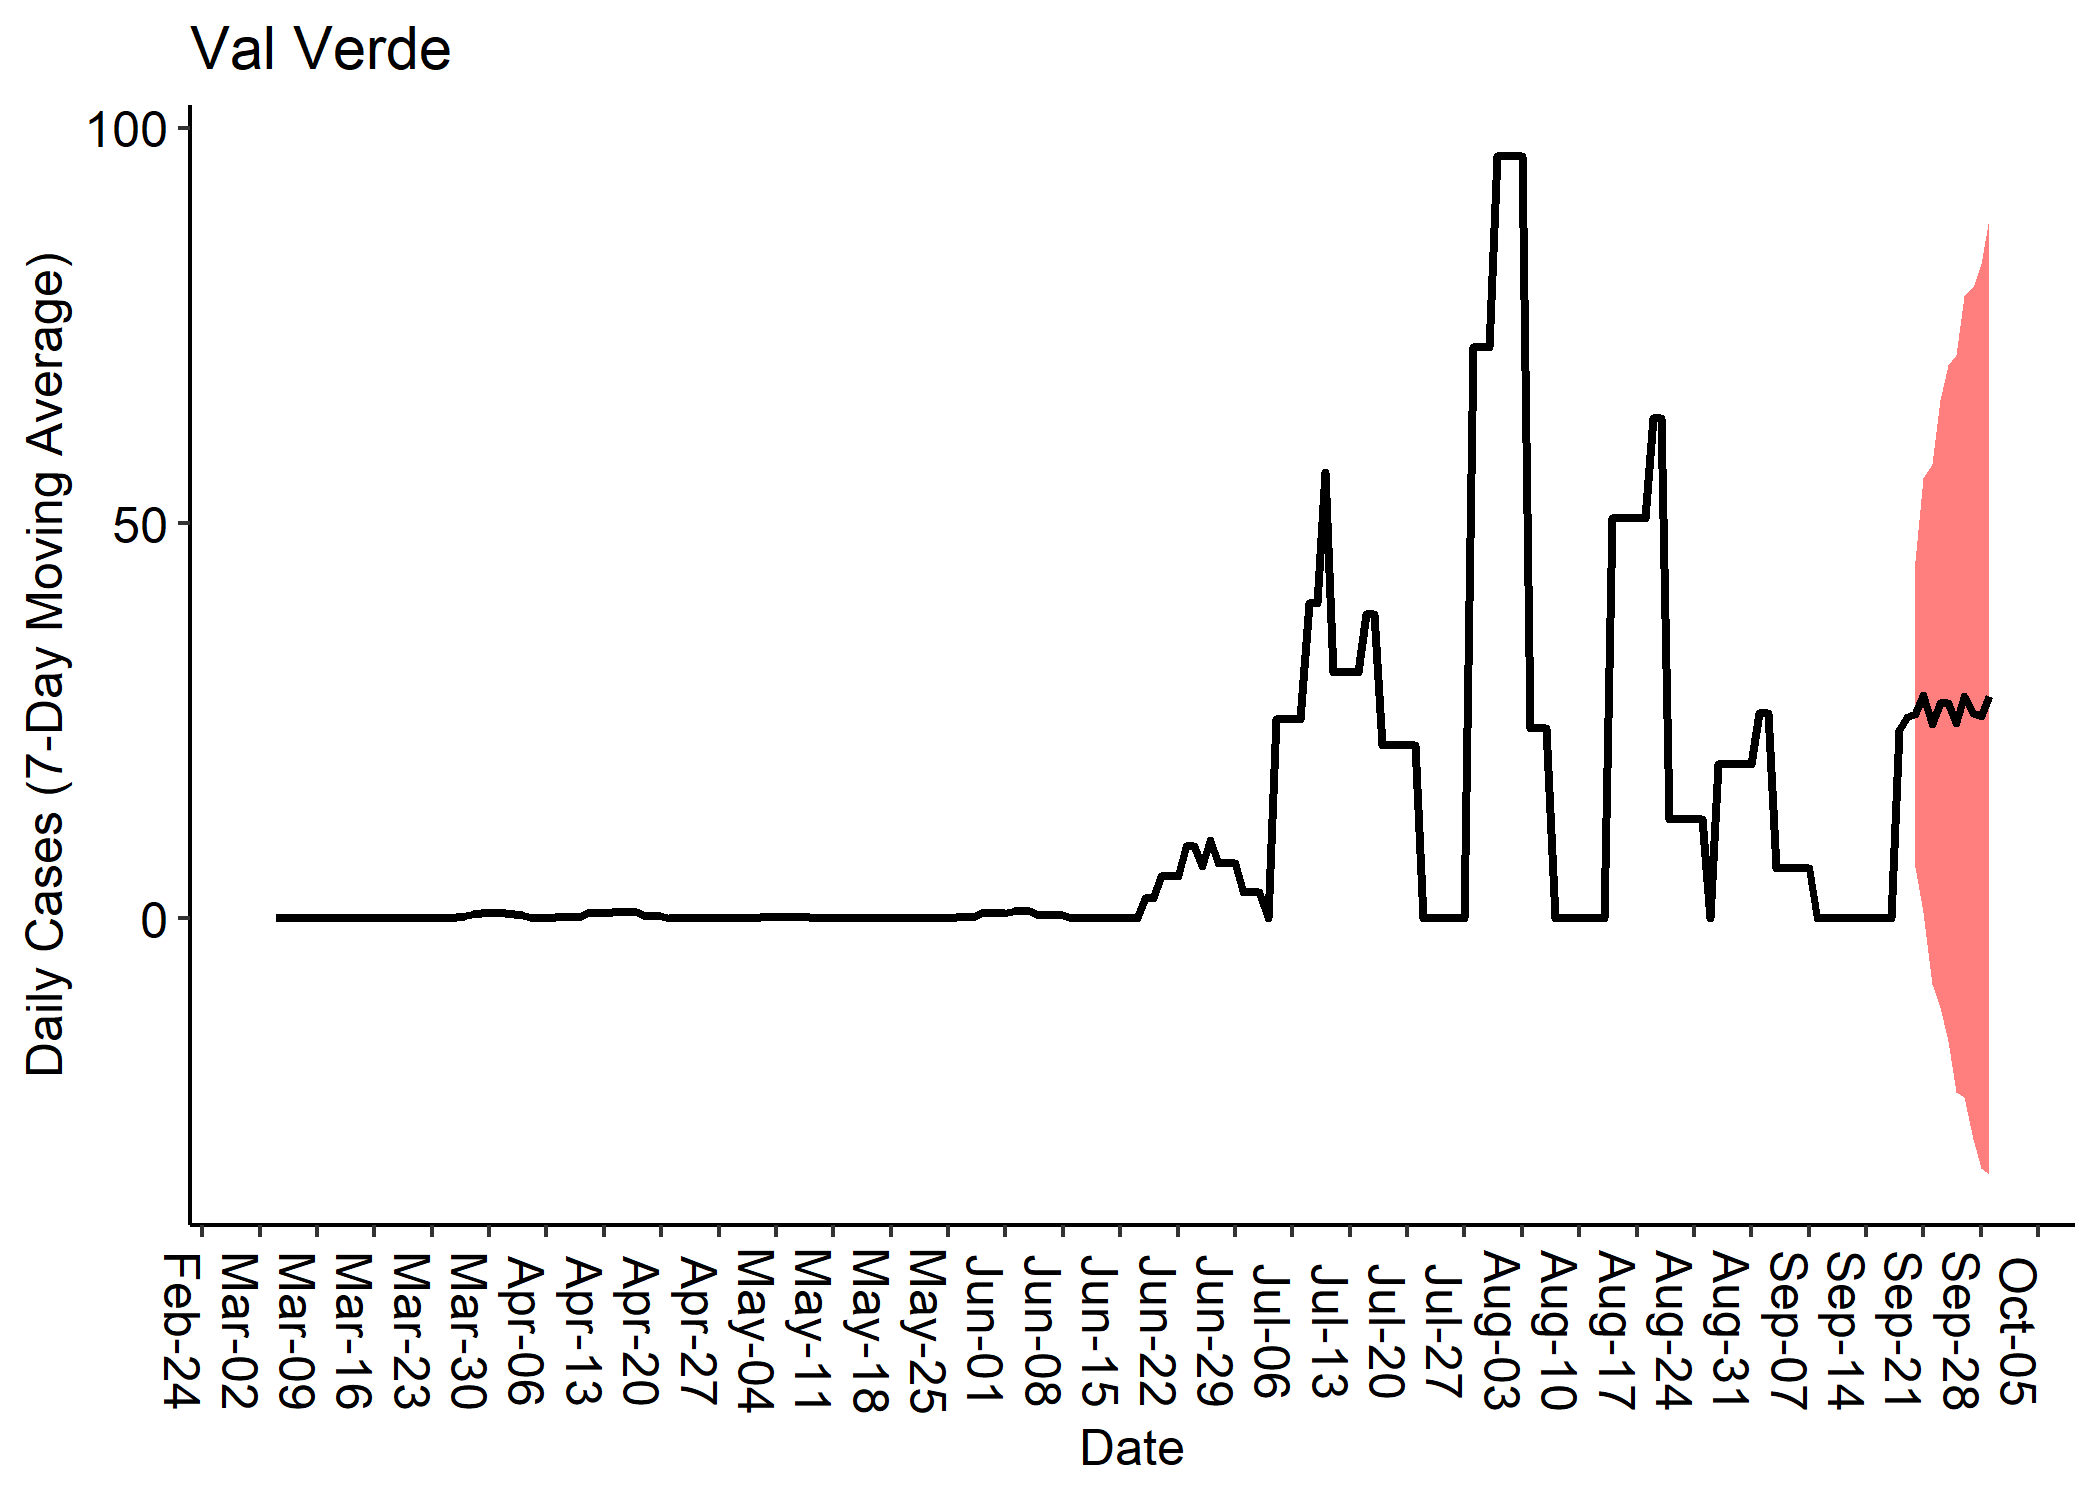 Val Verde
Daily Cases (7-Day Moving Average)
100
50
0
Feb-24
Mar-02
Mar-09
Mar-16
Mar-23
Mar-30
Apr-06
Apr-13
Apr-20
Apr-27
May-04
May-11
May-18
May-25
Jun-01
Jun-08
Jun-15
Jun-22
Jun-29
Jul-06
Jul-13
Jul-20
Jul-27
Aug-03
Aug-10
Aug-17
Aug-24
Aug-31
Sep-07
Sep-14
Sep-21
Sep-28
Oct-05
Date